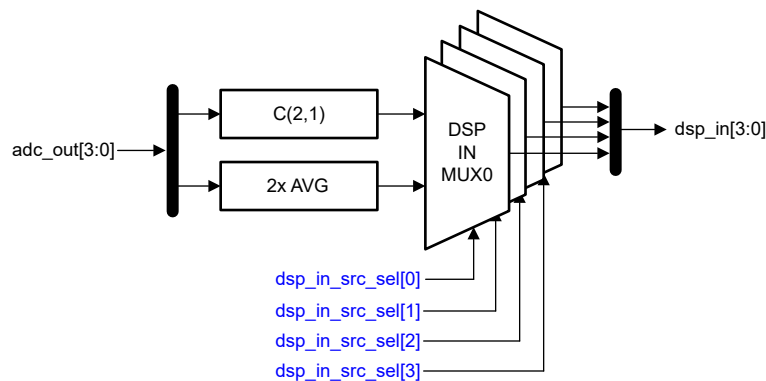 C(2,1)
adc_out[3:0]
2x AVG
DSP
IN
MUX0
dsp_in[3:0]
dsp_in_src_sel[0]
dsp_in_src_sel[1]
dsp_in_src_sel[2]
dsp_in_src_sel[3]